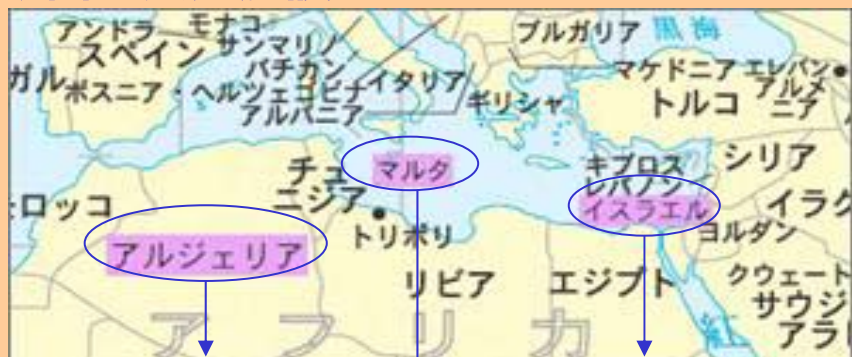 アンドラ モナコ
スペイン サンマリノ ブルガリア 黒海
ガル バチカン マケドニア エレバン
ボスニア・ヘルツェゴビナ イタリア アルメ
アルバニア ギリシャ トルコ ニア
チュ マルタ キプロス シリア
ニジア レバノン
モロッコ イスラエル イラク
トリポリ ヨルダン
アルジェリア
リビア エジプト クウェート
サウジ
アフリカ アラ